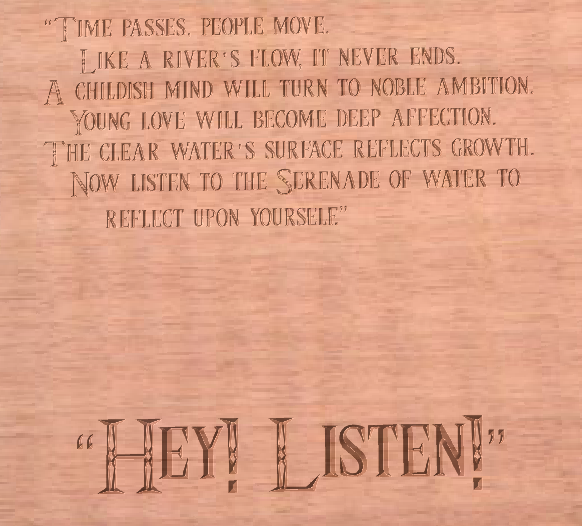 “TIME PASSES, PEOPLE MOVE.
LIKE A RIVER'S FLOW, IT NEVER ENDS.
A CHILDISH MIND WILL TURN TO NOBLE AMBITION.
YOUNG LOVE WILL BECOME DEEP AFFECTION.
THE CLEAR WATER'S SURFACE REFLECTS GROWTH.
NOW LISTEN TO THE SERENADE OF WATER TO
REFLECT UPON YOURSELF”
“HEY! LISTEN!”